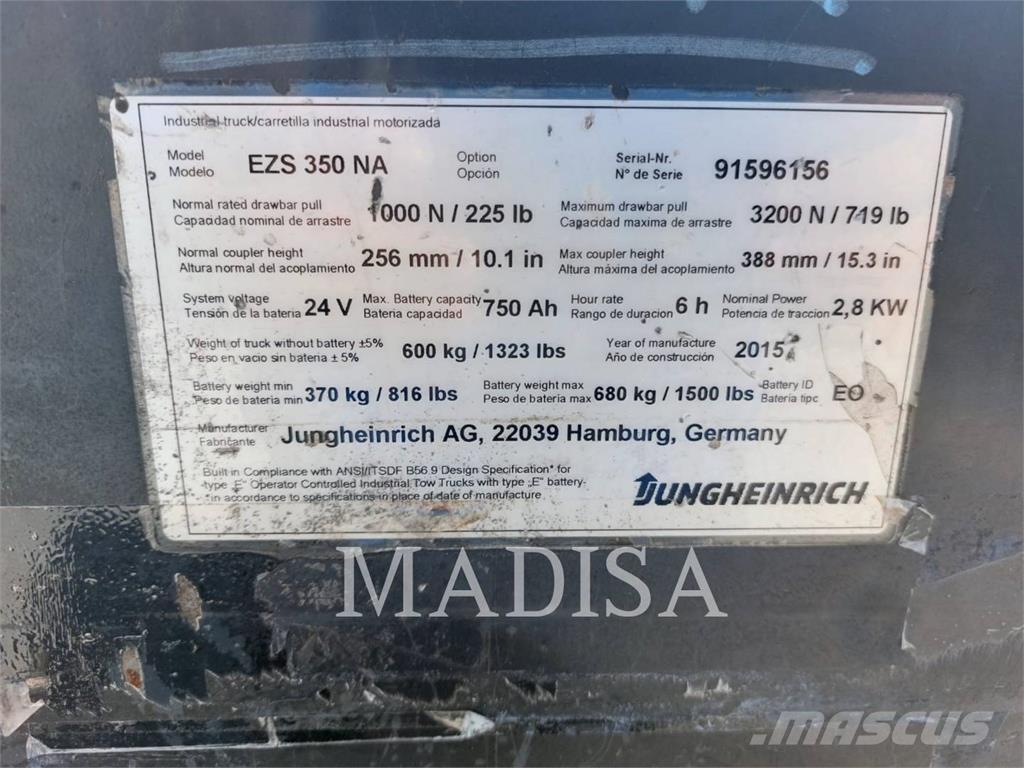 Industrial truck/carretilla industrial motorizada
Model EZS 350 NA Option Serial-Nr. 91596156
Modelo Opción N° de Serie
Normal rated drawbar pull 1000 N / 225 lb Maximum drawbar pull 3200 N / 719 lb
Capacidad nominal de arrastre Capacidad maxima de arrastre
Normal coupler height 256 mm / 10.1 in Max coupler height 388 mm / 15.3 in
Altura normal del acoplamiento Altura máxima del acoplamiento
System voltage 24 V Max. Battery capacity 750 Ah Hour rate 6 h Nominal Power 2,8 KW
Tensión de la bateria Bateria capacidad Rango de duracion Potencia de traccion
Weight of truck without battery ±5% 600 kg / 1323 lbs Year of manufacture 2015
Peso en vacio sin bateria ± 5% Año de construcción
Battery weight min 370 kg / 816 lbs Battery weight max 680 kg / 1500 lbs Battery ID EO
Peso de bateria min Peso de bateria max Bateria tipo
Manufacturer Jungheinrich AG, 22039 Hamburg, Germany
Fabricante
Built in Compliance with ANSI/ITSDF B56.9 Design Specification* for
type „E" Operator Controlled Industrial Tow Trucks with type „E" battery
*in accordance to specifications in place of date of manufacture
JUNGHEINRICH
MADISA
MASCUS